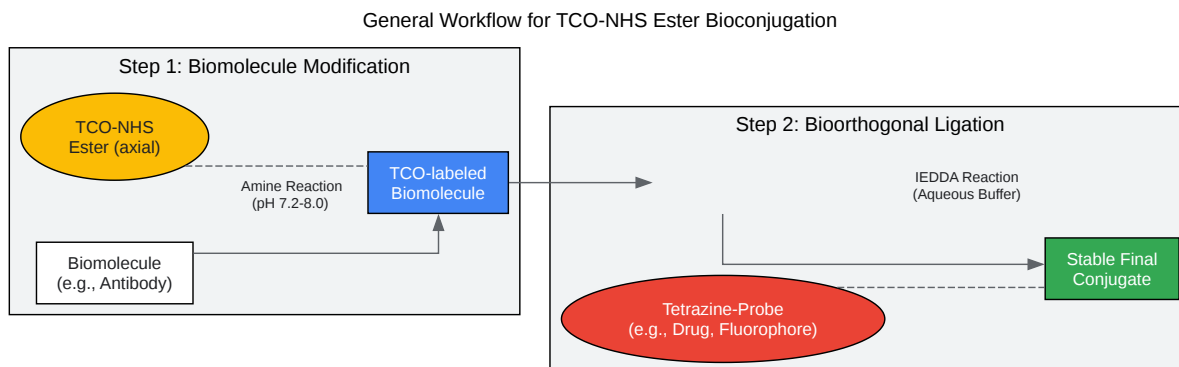 General Workflow for TCO-NHS Ester Bioconjugation
Step 1: Biomolecule Modification
TCO-NHS
Ester (axial)
Amine Reaction
(pH 7.2-8.0)
TCO-labeled
Biomolecule
Biomolecule
(e.g., Antibody)
Step 2: Bioorthogonal Ligation
IEDDA Reaction
(Aqueous Buffer)
Stable Final
Conjugate
Tetrazine-Probe
(e.g., Drug, Fluorophore)